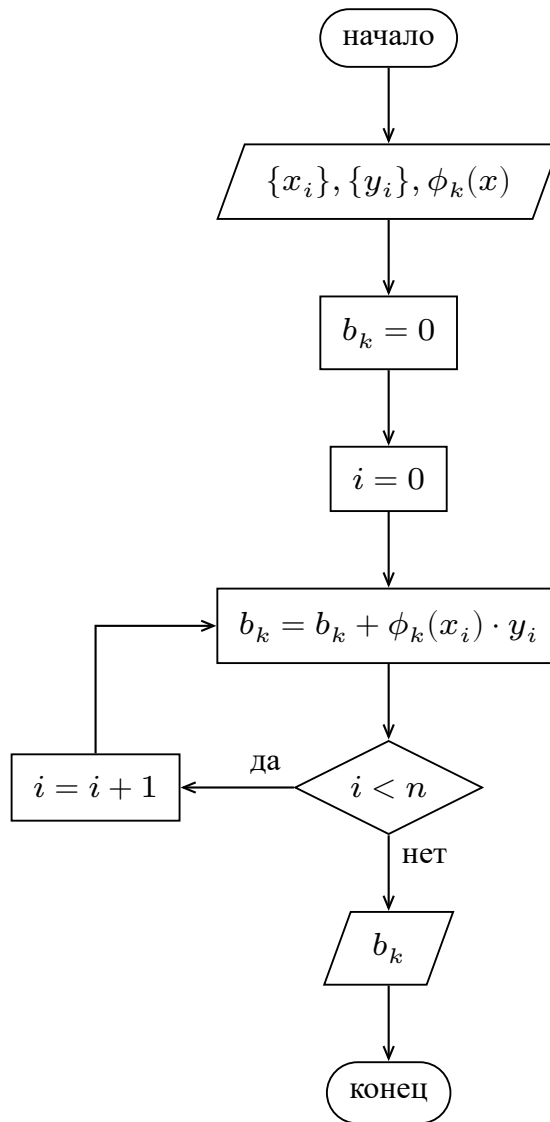 начало
{x_i}, {y_i}, ϕ_k(x)
b_k = 0
i = 0
b_k = b_k + ϕ_k(x_i) · y_i
да
i = i + 1
i < n
нет
b_k
конец